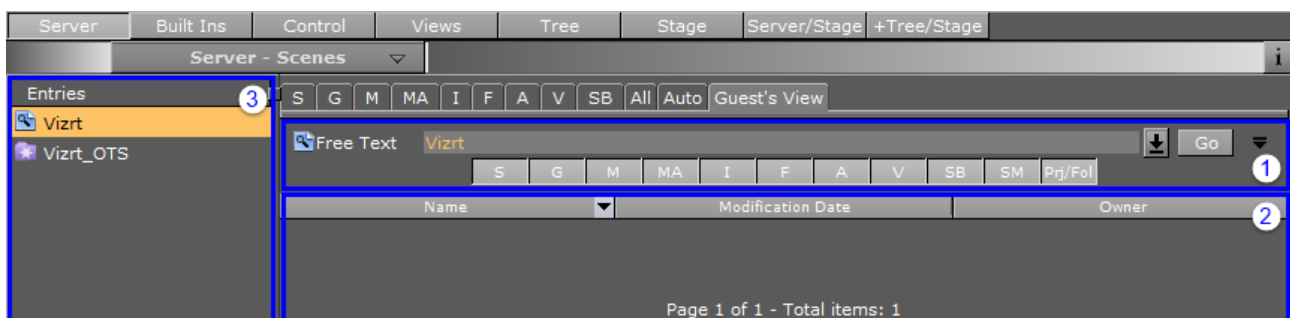 Server Built Ins Control Views Tree Stage Server/Stage +Tree/Stage
Server - Scenes i
Entries 3 S G M MA I F A V SB All Auto Guest's View
Vizrt
Free Text Vizrt Go
Vizrt_OTS
S G M MA I F A V SB SM Prj/Fol 1
Name Modification Date Owner 2
Page 1 of 1 - Total items: 1